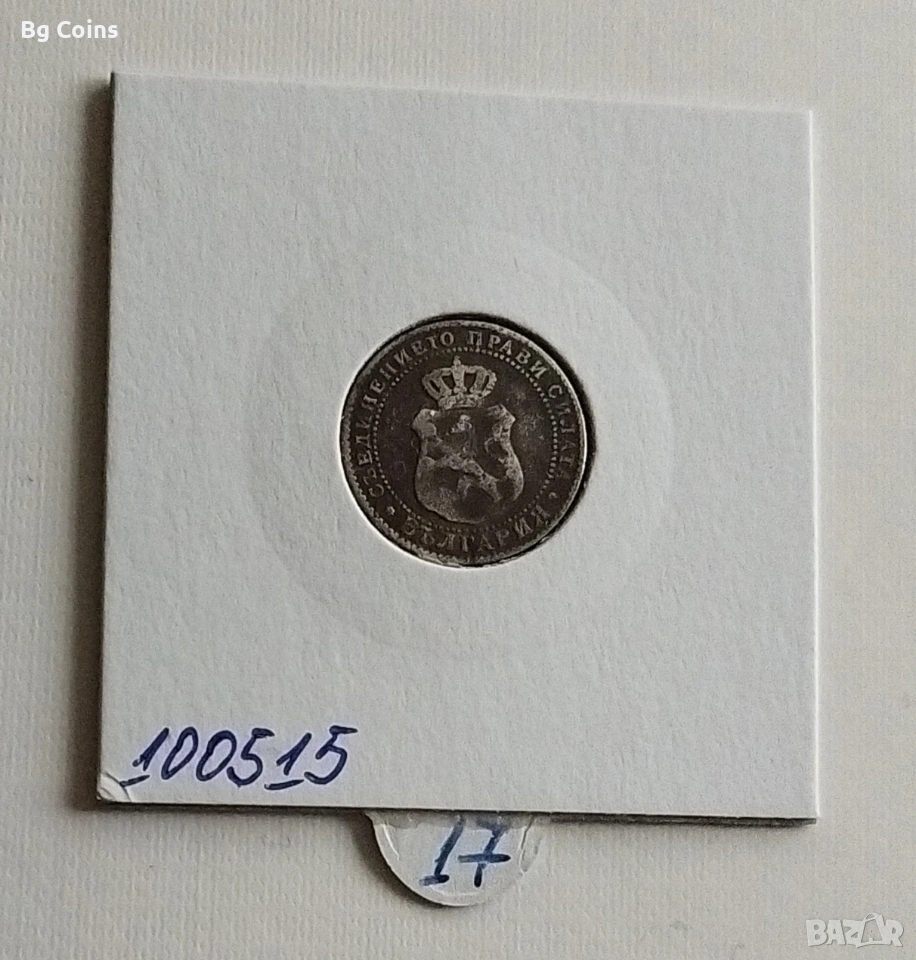 Bg Coins
СЪЕДИНЕНИЕТО ПРАВИ СИЛАТА
БЪЛГАРИЯ
100515
17
BAZAR